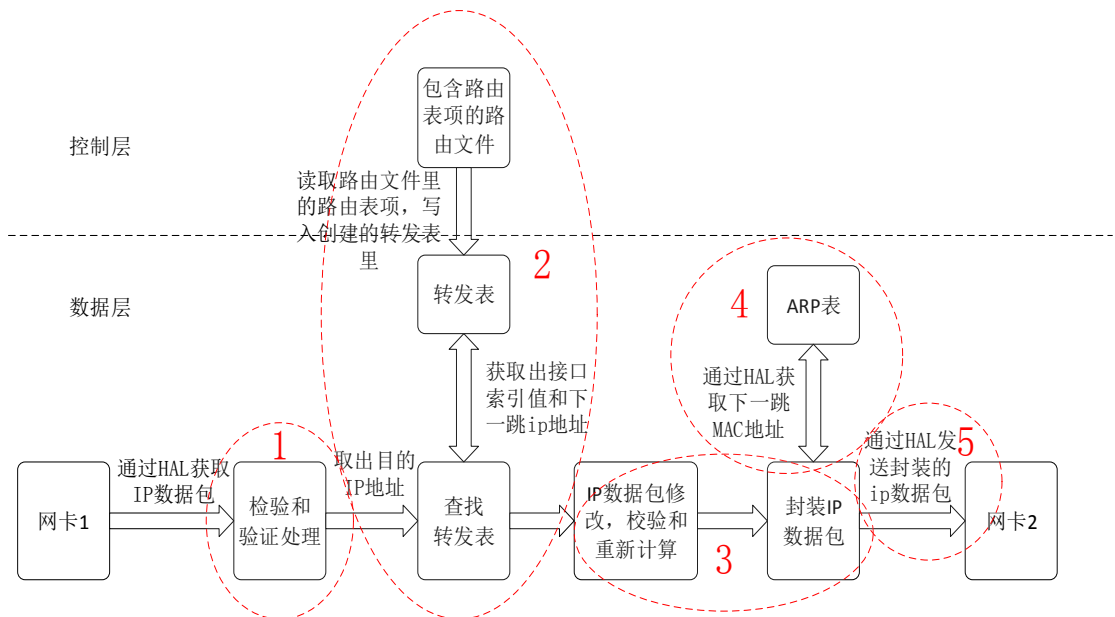 包含路由
表项的路
由文件
控制层
读取路由文件里
的路由表项，写
入创建的转发表
里
2
数据层
转发表
4
ARP表
获取出接口
索引值和下
一跳ip地址
通过HAL获
取下一跳
MAC地址
1
5
通过HAL获取
IP数据包
取出目的
IP地址
通过HAL发
送封装的
ip数据包
网卡1
检验和
验证处理
查找
转发表
IP数据包修
改，校验和
重新计算
3
封装IP
数据包
网卡2